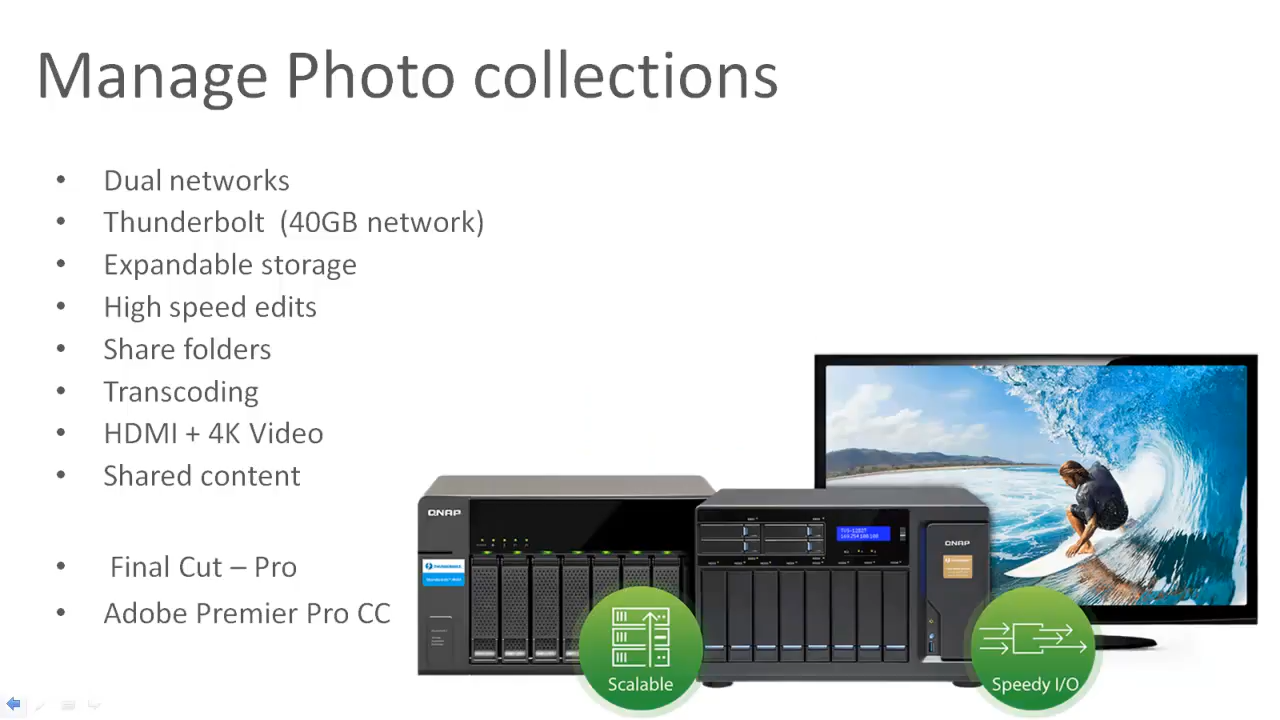 Manage Photo collections
• Dual networks
• Thunderbolt (40GB network)
• Expandable storage
• High speed edits
• Share folders
• Transcoding
• HDMI + 4K Video
• Shared content
• Final Cut – Pro
• Adobe Premier Pro CC
QNAP
QNAP
Scalable
Speedy I/O